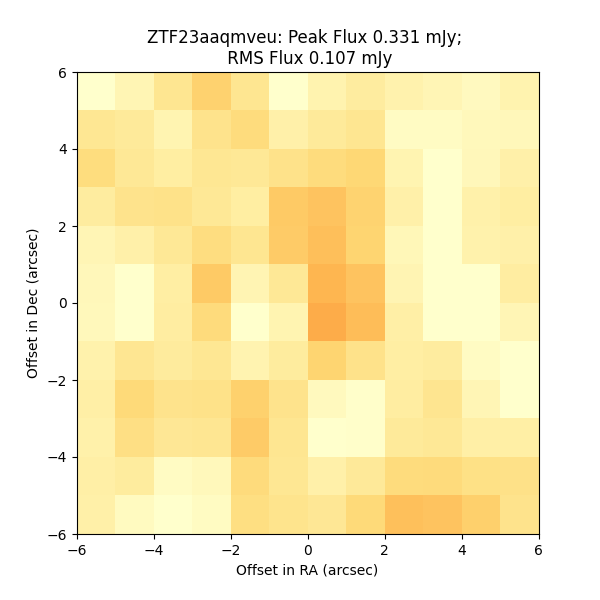 ZTF23aaqmveu: Peak Flux 0.331 mJy;
RMS Flux 0.107 mJy
6
4
2
0
−2
−4
−6
Offset in Dec (arcsec)
−6 −4 −2 0 2 4 6
Offset in RA (arcsec)